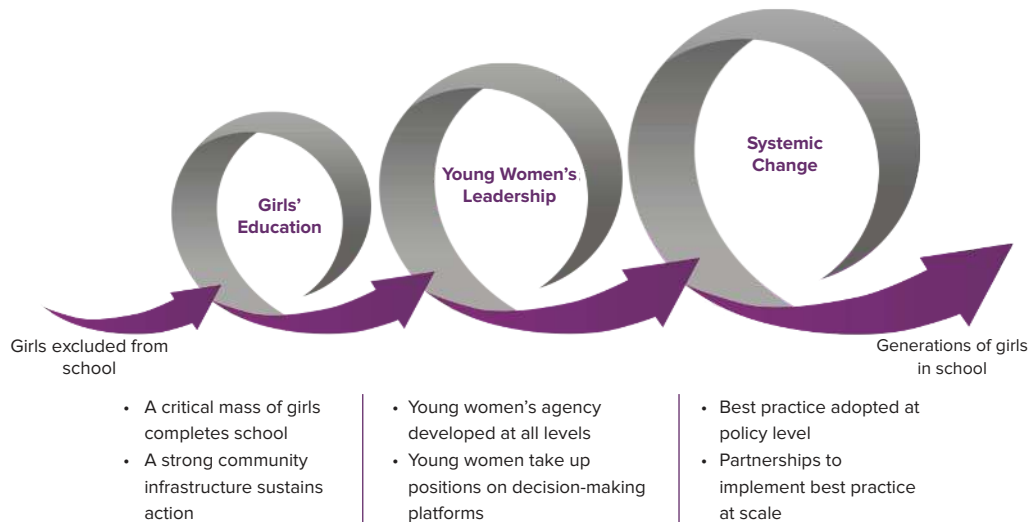 Systemic
Change
Young Women's
Leadership
Girls'
Education
Girls excluded from
school
Generations of girls
in school
• A critical mass of girls
completes school
• A strong community
infrastructure sustains
action
• Young women's agency
developed at all levels
• Young women take up
positions on decision-making
platforms
• Best practice adopted at
policy level
• Partnerships to
implement best practice
at scale